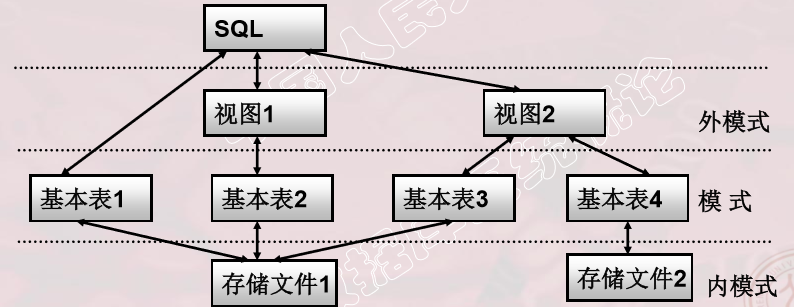 SQL
视图1
视图2
外模式
基本表1
基本表2
基本表3
基本表4
模 式
存储文件1
存储文件2
内模式